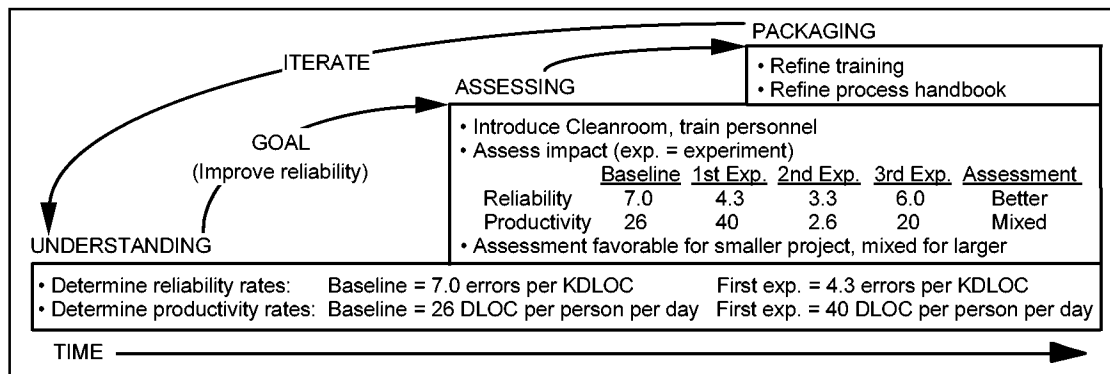 PACKAGING
• Refine training
• Refine process handbook
ITERATE
ASSESSING
• Introduce Cleanroom, train personnel
• Assess impact (exp. = experiment)
Baseline 1st Exp. 2nd Exp. 3rd Exp. Assessment
Reliability 7.0 4.3 3.3 6.0 Better
Productivity 26 40 2.6 20 Mixed
• Assessment favorable for smaller project, mixed for larger
GOAL
(Improve reliability)
UNDERSTANDING
• Determine reliability rates: Baseline = 7.0 errors per KDLOC First exp. = 4.3 errors per KDLOC
• Determine productivity rates: Baseline = 26 DLOC per person per day First exp. = 40 DLOC per person per day
TIME